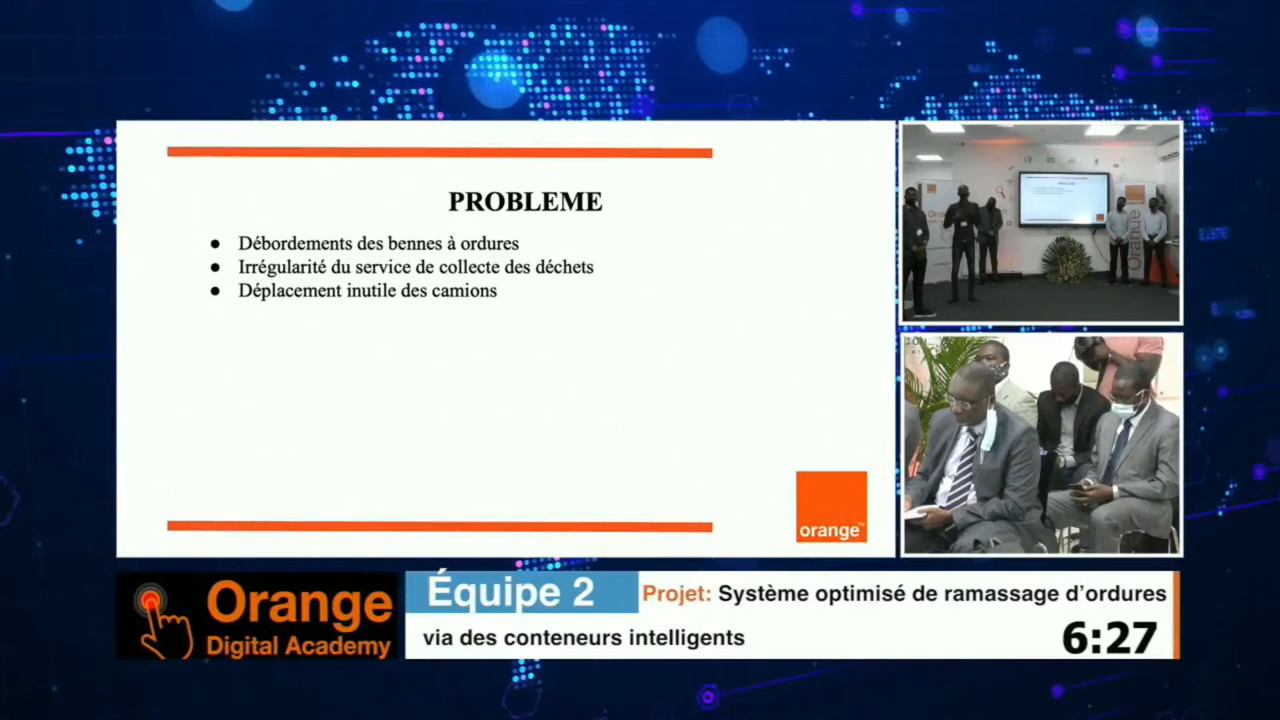 PROBLEME
● Débordements des bennes à ordures
● Irrégularité du service de collecte des déchets
● Déplacement inutile des camions
orange™
Orange
Digital Academy
Équipe 2
Projet: Système optimisé de ramassage d'ordures
via des conteneurs intelligents
6:27